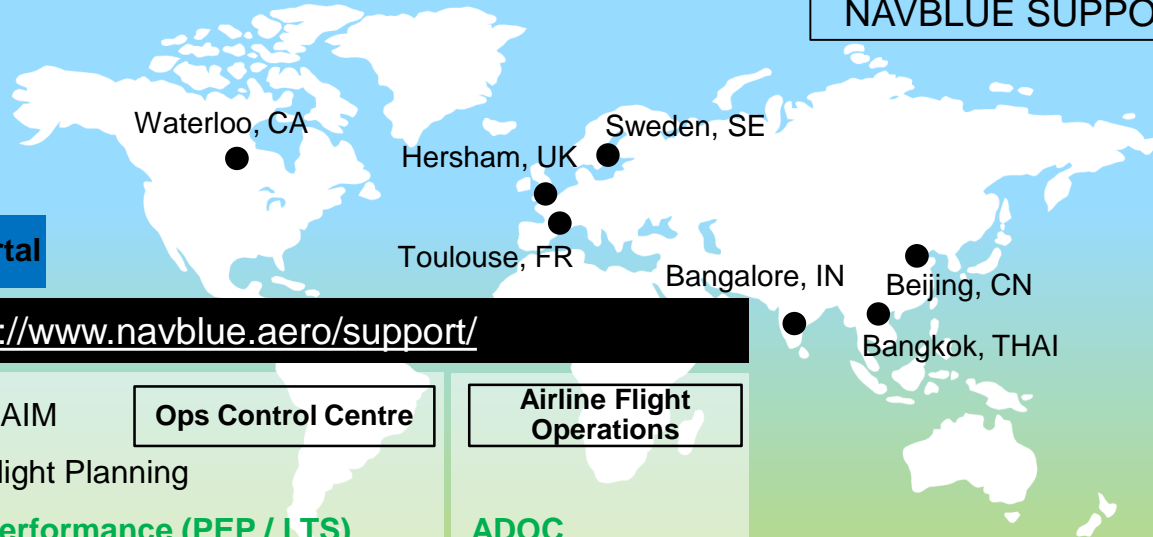 NAVBLUE SUPPO
Waterloo, CA
Sweden, SE
Hersham, UK
Toulouse, FR
rtal
Bangalore, IN
Beijing, CN
://www.navblue.aero/support/
Bangkok, THAI
AIM
Ops Control Centre
Airline Flight
Operations
light Planning
erformance (PEP / LTS)
ADOC